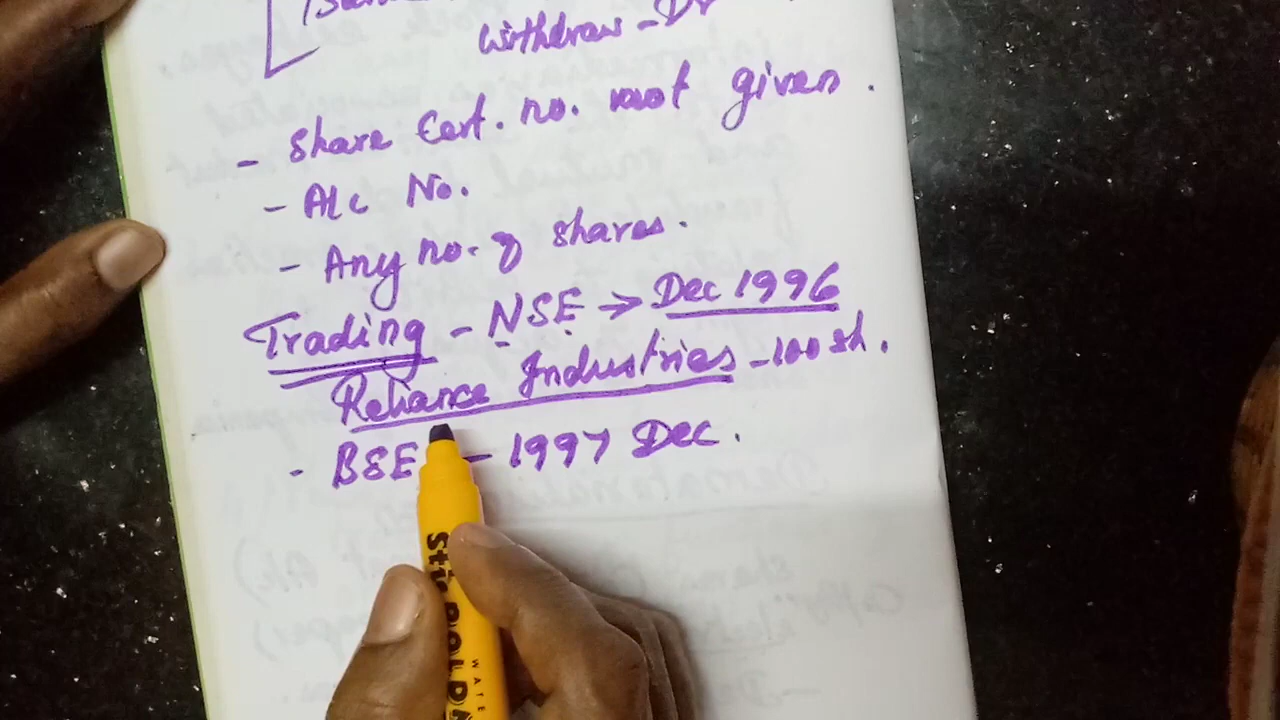 withdraw - Dr
- Share Cert. no. not given.
- A/c No.
- Any no. of shares.
Trading - NSE → Dec 1996
Reliance Industries - 100 sh.
- BSE - 1997 Dec.